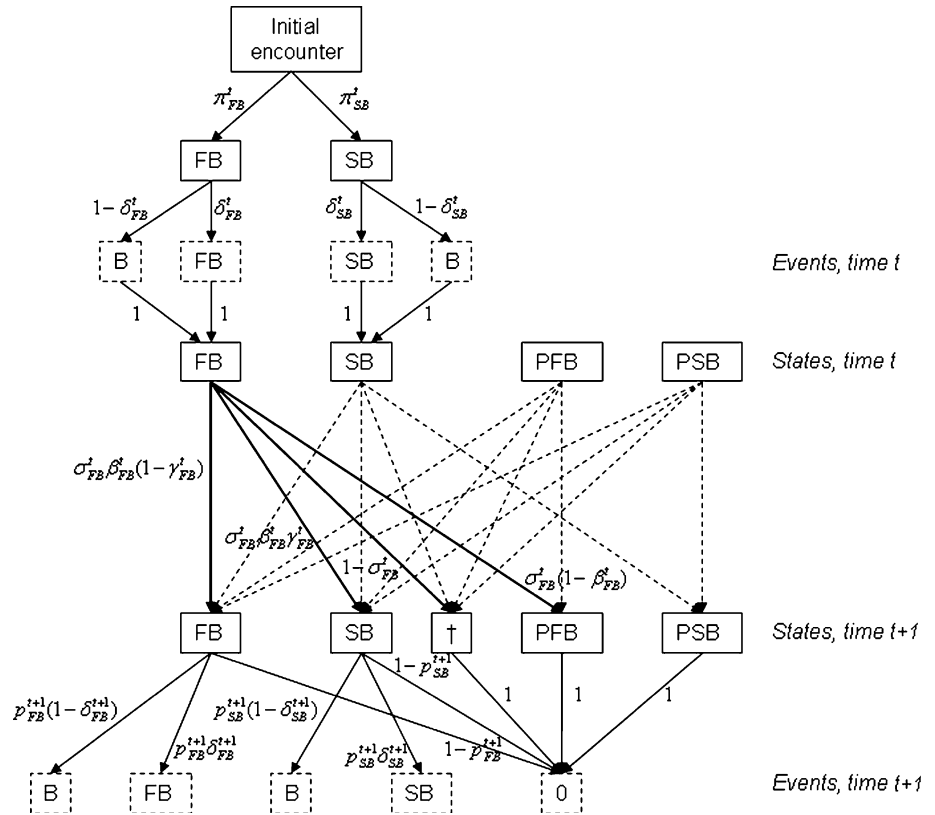 Initial
encounter
π^t_FB π^t_SB
FB SB
1−δ^t_FB δ^t_FB δ^t_SB 1−δ^t_SB
B FB SB B Events, time t
1 1 1 1
FB SB PFB PSB States, time t
σ^t_FB β^t_FB (1−γ^t_FB)
σ^t_FB β^t_FB γ^t_FB 1−σ^t_FB σ^t_FB (1−β^t_FB)
FB SB † PFB PSB States, time t+1
1−p^{t+1}_SB 1 1 1
p^{t+1}_FB (1−δ^{t+1}_FB) p^{t+1}_FB δ^{t+1}_FB p^{t+1}_SB (1−δ^{t+1}_SB) p^{t+1}_SB δ^{t+1}_SB 1−p^{t+1}_FB
B FB B SB 0 Events, time t+1